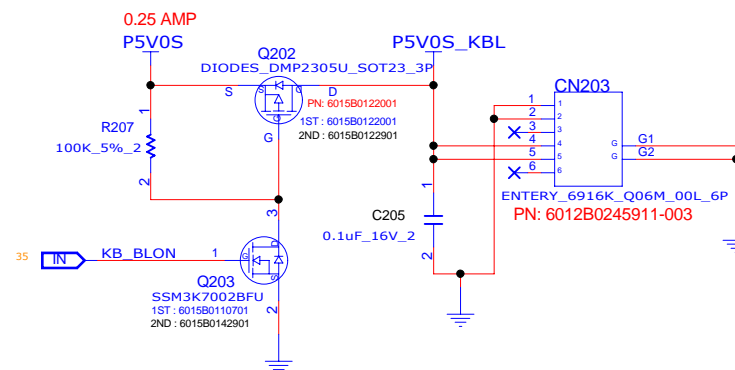 0.25 AMP
P5V0S
Q202
DIODES_DMP2305U_SOT23_3P
S
D
S
G
G
PN: 6015B0122001
1ST : 6015B0122001
2ND : 6015B0122901
G
P5V0S_KBL
CN203
1
1
2
2
3
3
4
4
5
5
6
6
G
G1
G
G2
ENTERY_6916K_Q06M_00L_6P
PN: 6012B0245911-003
1
R207
100K_5%_2
2
1
C205
0.1uF_16V_2
2
35
IN
KB_BLON
1
3
D
G
S
2
Q203
SSM3K7002BFU
1ST : 6015B0110701
2ND : 6015B0142901